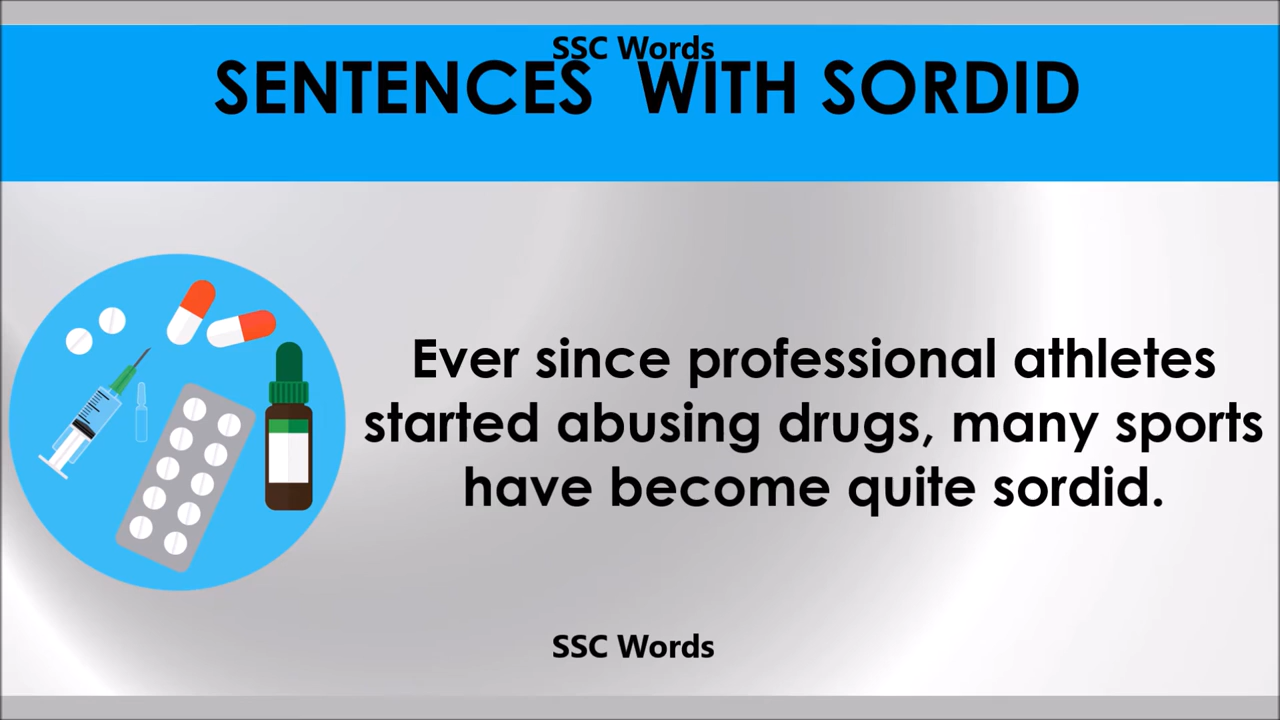 SSC Words
SENTENCES WITH SORDID
Ever since professional athletes
started abusing drugs, many sports
have become quite sordid.
SSC Words